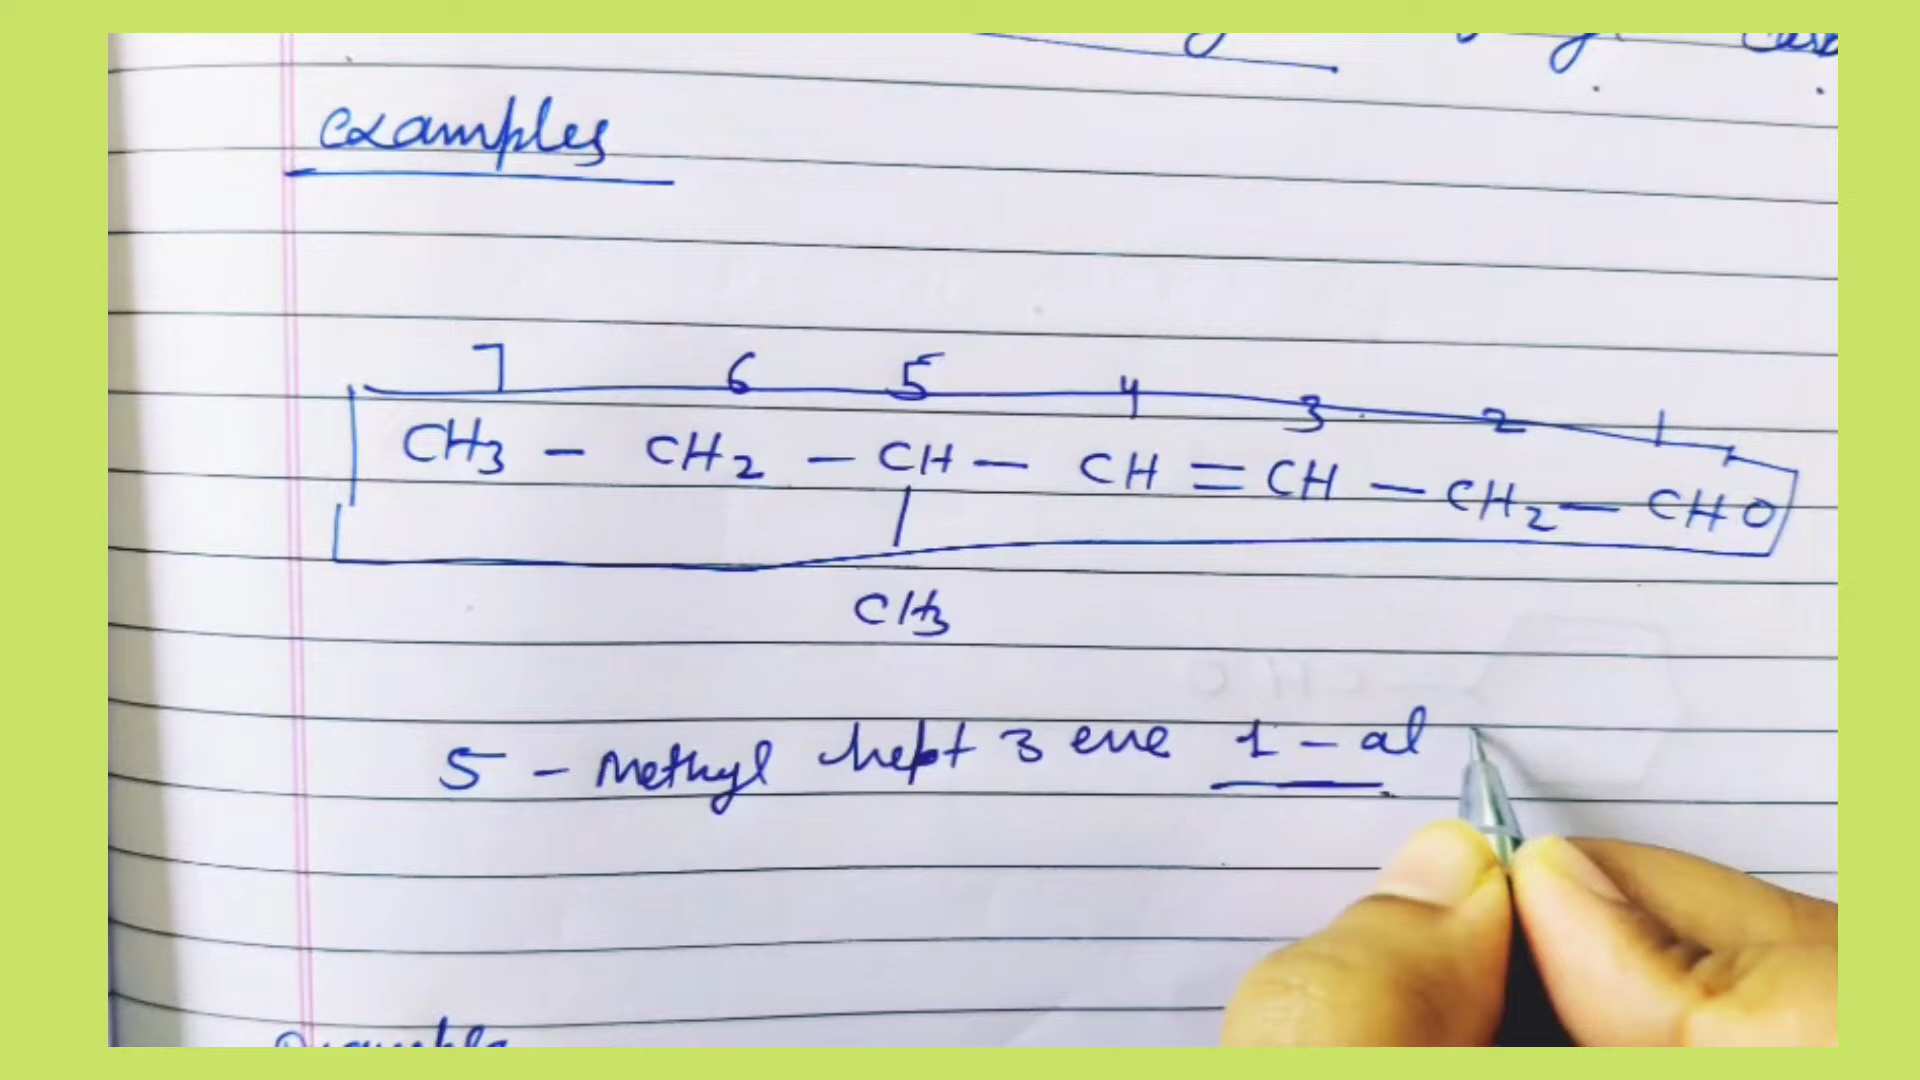 examples
7 6 5 4 3 2 1
CH3 - CH2 - CH - CH = CH - CH2 - CHO
CH3
5 - Methyl hept 3 ene 1 - al
Example